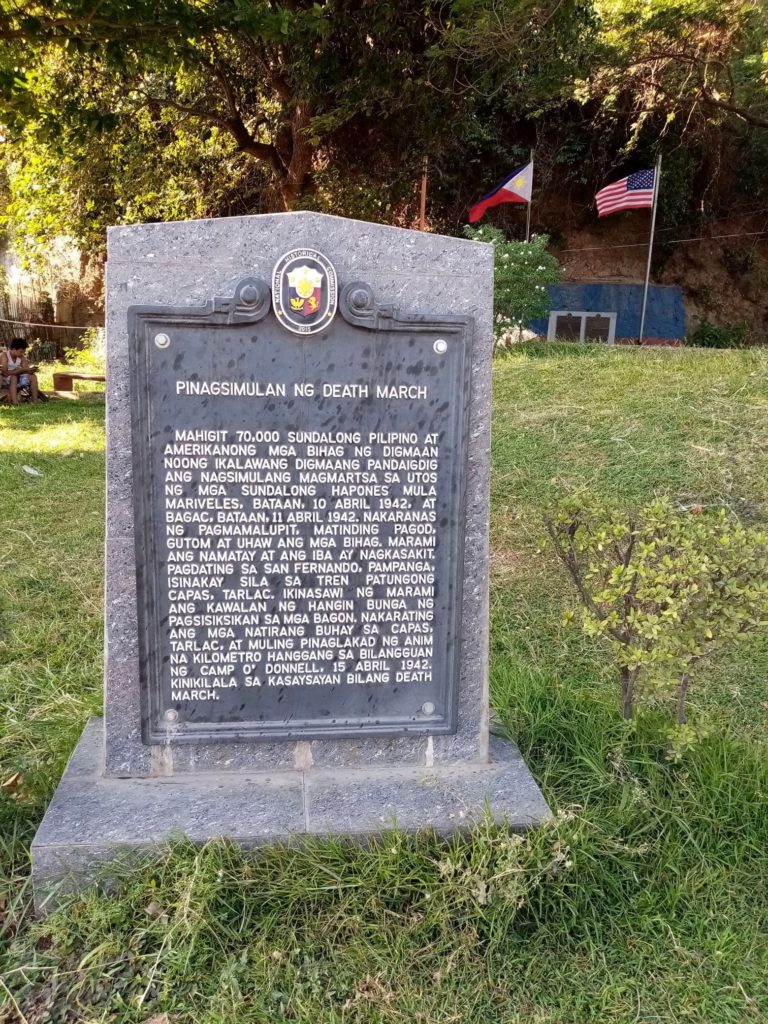 NATIONAL HISTORICAL COMMISSION
2015
PINAGSIMULAN NG DEATH MARCH
MAHIGIT 70,000 SUNDALONG PILIPINO AT
AMERIKANONG MGA BIHAG NG DIGMAAN
NOONG IKALAWANG DIGMAANG PANDAIGDIG
ANG NAGSIMULANG MAGMARTSA SA UTOS
NG MGA SUNDALONG HAPONES MULA
MARIVELES, BATAAN, 10 ABRIL 1942, AT
BAGAC, BATAAN, 11 ABRIL 1942. NAKARANAS
NG PAGMAMALUPIT, MATINDING PAGOD,
GUTOM AT UHAW ANG MGA BIHAG. MARAMI
ANG NAMATAY AT ANG IBA AY NAGKASAKIT.
PAGDATING SA SAN FERNANDO, PAMPANGA,
ISINAKAY SILA SA TREN PATUNGONG
CAPAS, TARLAC. IKINASAWI NG MARAMI
ANG KAWALAN NG HANGIN BUNGA NG
PAGSISIKSIKAN SA MGA BAGON. NAKARATING
ANG MGA NATIRANG BUHAY SA CAPAS,
TARLAC, AT MULING PINAGLAKAD NG ANIM
NA KILOMETRO HANGGANG SA BILANGGUAN
NG CAMP O' DONNELL, 15 ABRIL 1942.
KINIKILALA SA KASAYSAYAN BILANG DEATH
MARCH.